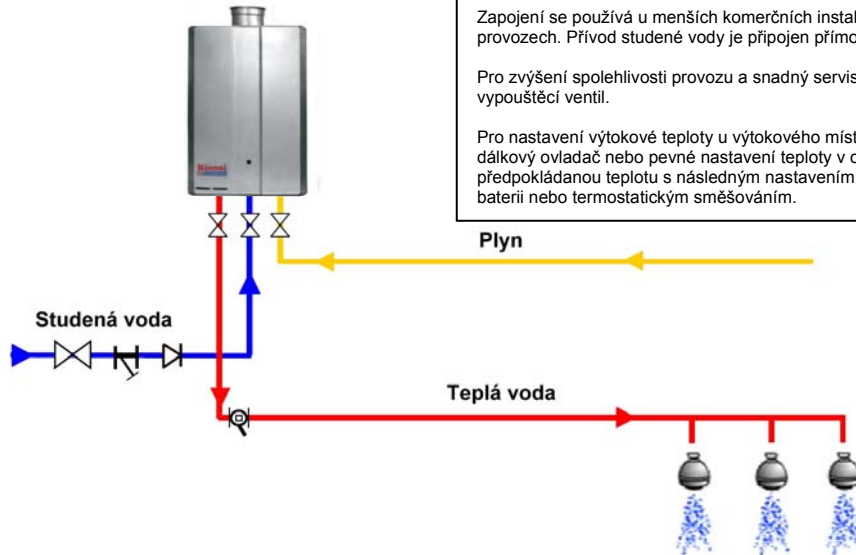 Zapojení se používá u menších komerčních instal
provozech. Přívod studené vody je připojen přímo
Pro zvýšení spolehlivosti provozu a snadný servis
vypouštěcí ventil.
Pro nastavení výtokové teploty u výtokového míst
dálkový ovladač nebo pevné nastavení teploty v
předpokládanou teplotu s následným nastavením
baterii nebo termostatickým směšováním.
Rinnai
Plyn
Studená voda
Teplá voda